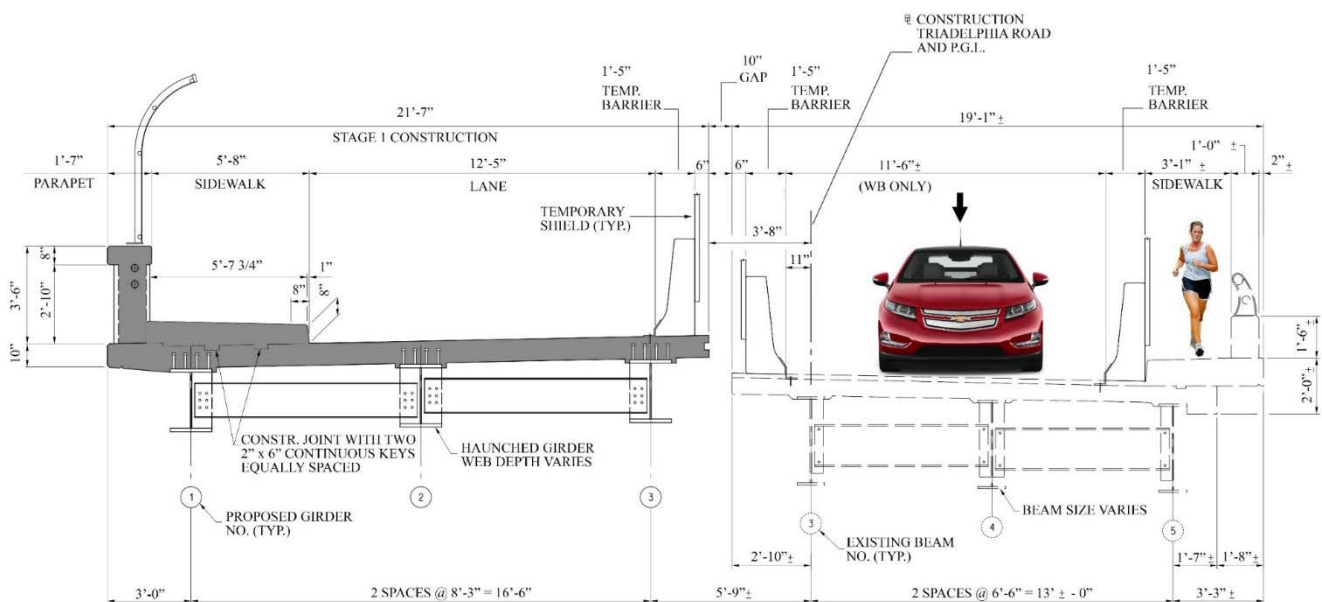 ℄ CONSTRUCTION
TRIADELPHIA ROAD
AND P.G.L.
10”
GAP
1’-5”
TEMP.
BARRIER
1’-5”
TEMP.
BARRIER
1’-5”
TEMP.
BARRIER
21’-7”
STAGE 1 CONSTRUCTION
19’-1”±
1’-7”
PARAPET
5’-8”
SIDEWALK
12’-5”
LANE
6”
6”
11’-6”±
(WB ONLY)
3’-1” ±
SIDEWALK
1’-0” ±
2”±
TEMPORARY
SHIELD (TYP.)
3’-8”
11”
8”
3’-6”
2’-10”
10”
5’-7 3/4”
1”
8”
8”
1’-6”±
2’-0”±
CONSTR. JOINT WITH TWO
2” x 6” CONTINUOUS KEYS
EQUALLY SPACED
HAUNCHED GIRDER
WEB DEPTH VARIES
1
2
3
PROPOSED GIRDER
NO. (TYP.)
BEAM SIZE VARIES
3
4
5
EXISTING BEAM
NO. (TYP.)
2’-10”±
1’-7”±
1’-8”±
3’-0”
2 SPACES @ 8’-3” = 16’-6”
5’-9”±
2 SPACES @ 6’-6” = 13’ ± - 0”
3’-3”±